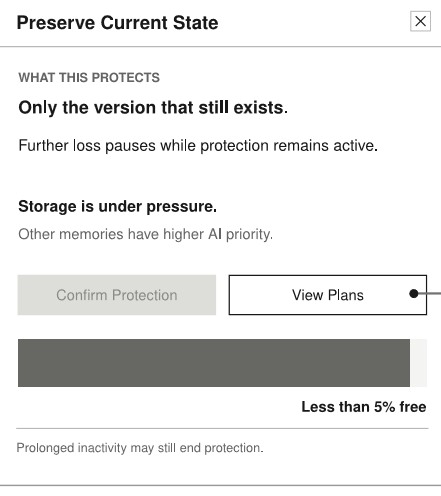 Preserve Current State
WHAT THIS PROTECTS
Only the version that still exists.
Further loss pauses while protection remains active.
Storage is under pressure.
Other memories have higher AI priority.
Confirm Protection
View Plans
Less than 5% free
Prolonged inactivity may still end protection.